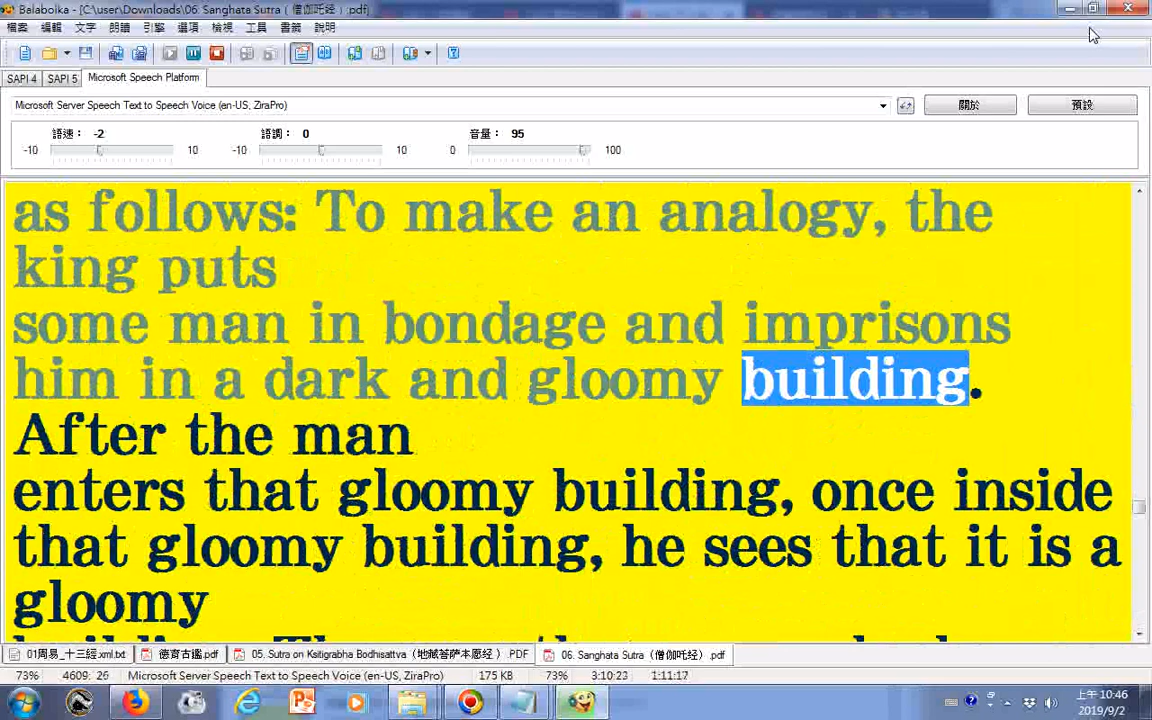 Balabolka - [C:\user\Downloads\06. Sanghata Sutra（僧伽吒经）.pdf]
檔案 編輯 文字 朗讀 引擎 選項 檢視 工具 書籤 說明
SAPI 4 SAPI 5 Microsoft Speech Platform
Microsoft Server Speech Text to Speech Voice (en-US, ZiraPro) 關於 預設
語速： -2 語調： 0 音量： 95
-10 10 -10 10 0 100
as follows: To make an analogy, the
king puts
some man in bondage and imprisons
him in a dark and gloomy building.
After the man
enters that gloomy building, once inside
that gloomy building, he sees that it is a
gloomy
01周易_十三經.xml.txt 德育古鑑.pdf 05. Sutra on Ksitigrabha Bodhisattva（地藏菩萨本愿经）.PDF 06. Sanghata Sutra（僧伽吒经）.pdf
73% 4609: 26 Microsoft Server Speech Text to Speech Voice (en-US, ZiraPro) 175 KB 73% 3:10:23 1:11:17
上午 10:46
2019/9/2